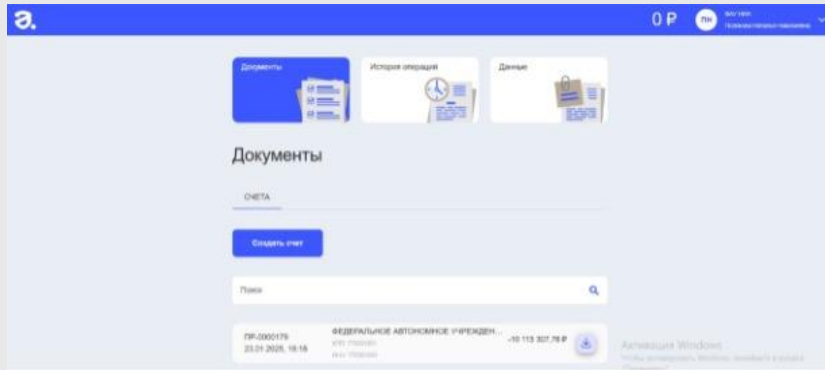 a.
0 ₽
ПН
Документы
История операций
Данные
Документы
СЧЕТА
Создать счет
Поиск
ПР-0000179
ФЕДЕРАЛЬНОЕ АВТОНОМНОЕ УЧРЕЖДЕН...
-10 113 307,76 ₽
23.01.2025, 16:16
Активация Windows